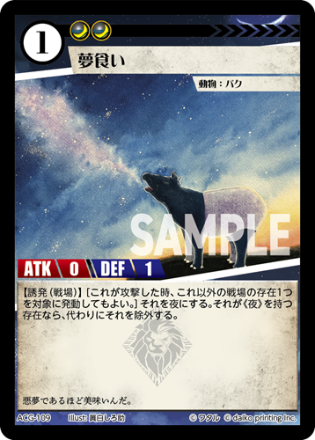 1
夢食い
動物：バク
SAMPLE
ATK 0 DEF 1
【誘発（戦場）】［これが攻撃した時、これ以外の戦場の存在1つ
を対象に発動してもよい。］それを夜にする。それが《夜》を持つ
存在なら、代わりにそれを除外する。
悪夢であるほど美味いんだ。
ACG-109 Illust: 眞白しろ助 © ワタル © daiko printing inc.